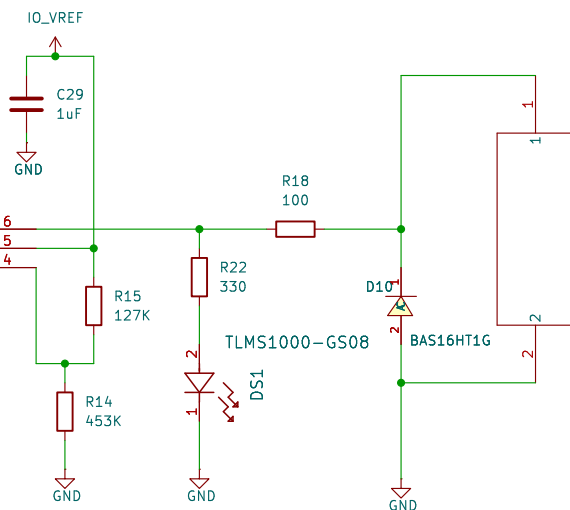 IO_VREF
C29
1uF
GND
6
5
4
R15
127K
R14
453K
GND
R18
100
R22
330
TLMS1000-GS08
2
1
DS1
GND
D10
1
A
2
BAS16HT1G
GND
1
1
2
2